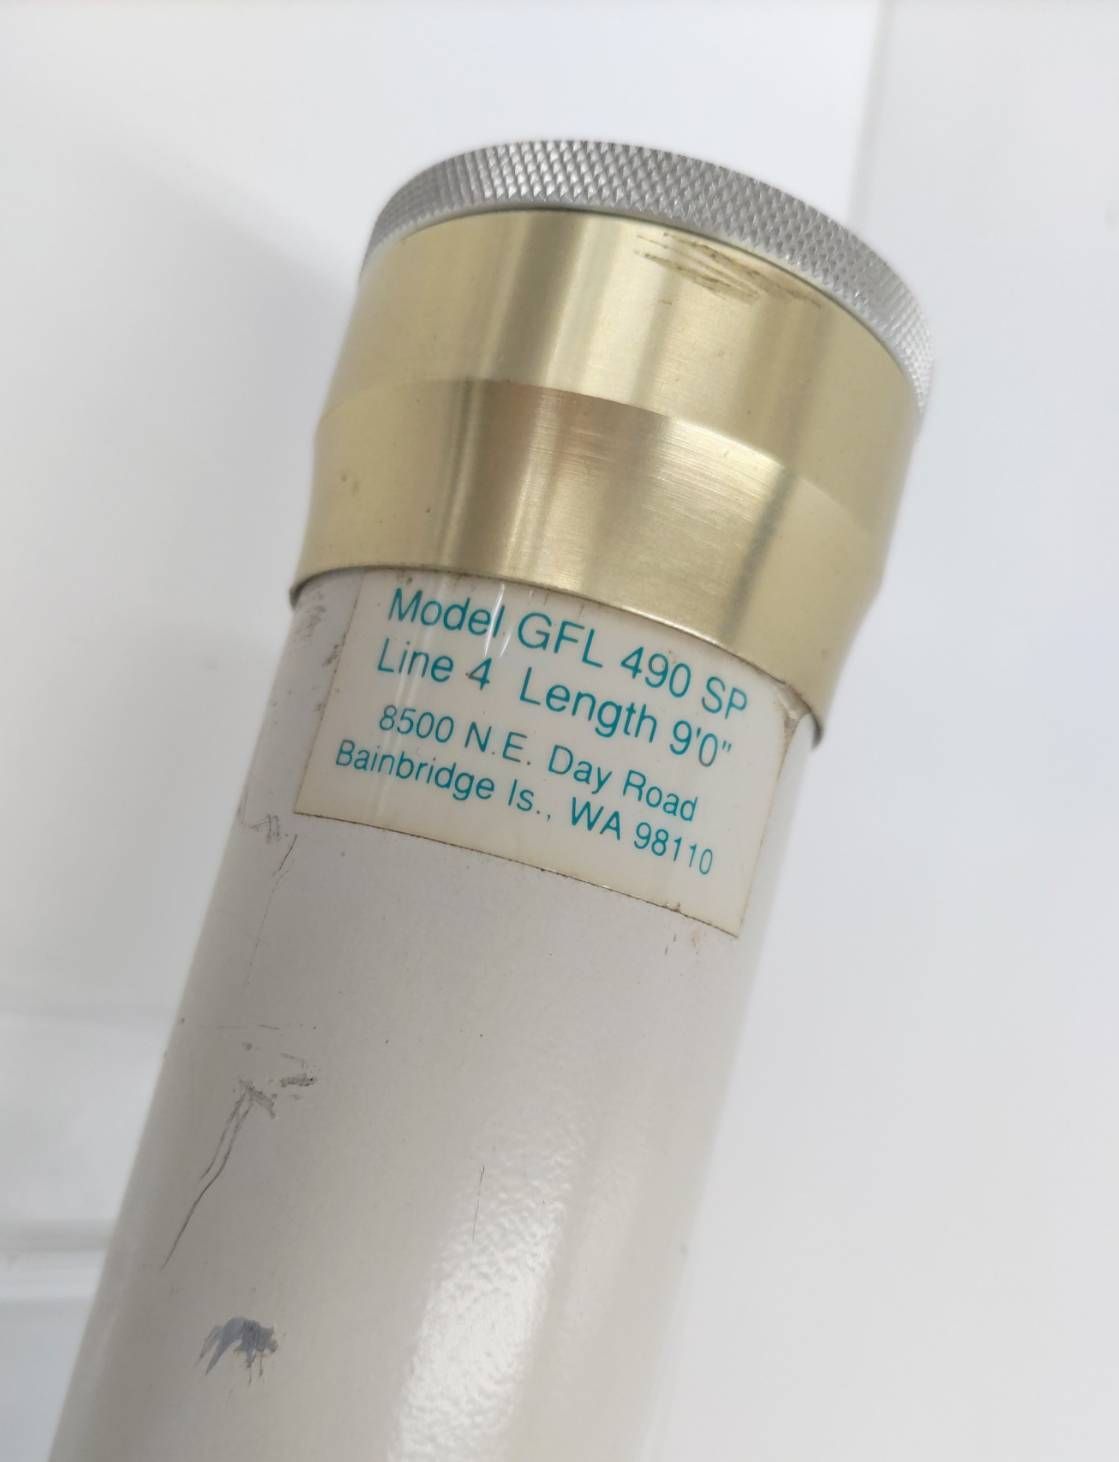 Model GFL 490 SP
Line 4 Length 9'0"
8500 N.E. Day Road
Bainbridge Is., WA 98110